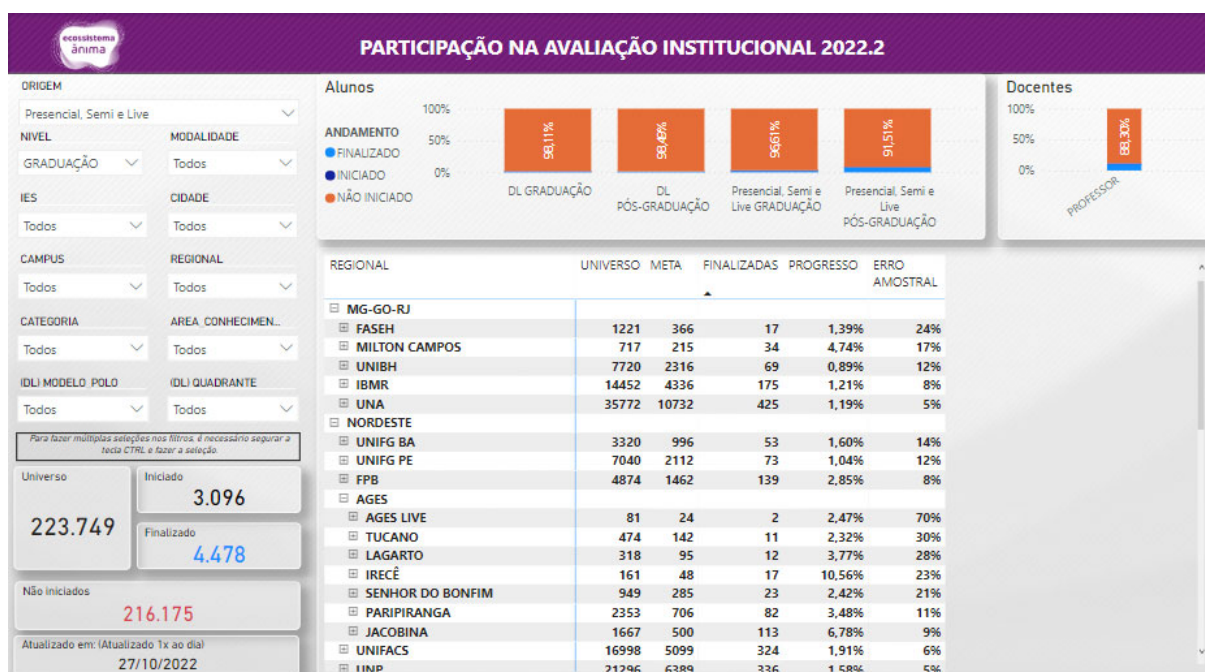 ecossistema
ânima
PARTICIPAÇÃO NA AVALIAÇÃO INSTITUCIONAL 2022.2
ORIGEM
Presencial, Semi e Live
NIVEL MODALIDADE
GRADUAÇÃO Todos
IES CIDADE
Todos Todos
CAMPUS REGIONAL
Todos Todos
CATEGORIA AREA_CONHECIMEN...
Todos Todos
(DL) MODELO_POLO (DL) QUADRANTE
Todos Todos
Para fazer múltiplas seleções nos filtros, é necessário segurar a
tecla CTRL e fazer a seleção.
Universo
223.749
Iniciado
3.096
Finalizado
4.478
Não iniciados
216.175
Atualizado em: (Atualizado 1x ao dia)
27/10/2022
Alunos
ANDAMENTO
FINALIZADO
INICIADO
NÃO INICIADO
100%
50%
0%
98,11% 98,49% 96,61% 91,51%
DL GRADUAÇÃO
DL
PÓS-GRADUAÇÃO
Presencial, Semi e
Live GRADUAÇÃO
Presencial, Semi e
Live
PÓS-GRADUAÇÃO
Docentes
100%
50%
0%
88,30%
PROFESSOR
REGIONAL UNIVERSO META FINALIZADAS PROGRESSO ERRO
AMOSTRAL
MG-GO-RJ
FASEH 1221 366 17 1,39% 24%
MILTON CAMPOS 717 215 34 4,74% 17%
UNIBH 7720 2316 69 0,89% 12%
IBMR 14452 4336 175 1,21% 8%
UNA 35772 10732 425 1,19% 5%
NORDESTE
UNIFG BA 3320 996 53 1,60% 14%
UNIFG PE 7040 2112 73 1,04% 12%
FPB 4874 1462 139 2,85% 8%
AGES
AGES LIVE 81 24 2 2,47% 70%
TUCANO 474 142 11 2,32% 30%
LAGARTO 318 95 12 3,77% 28%
IRECÊ 161 48 17 10,56% 23%
SENHOR DO BONFIM 949 285 23 2,42% 21%
PARIPIRANGA 2353 706 82 3,48% 11%
JACOBINA 1667 500 113 6,78% 9%
UNIFACS 16998 5099 324 1,91% 6%
UNP 21296 6389 336 1,58% 5%